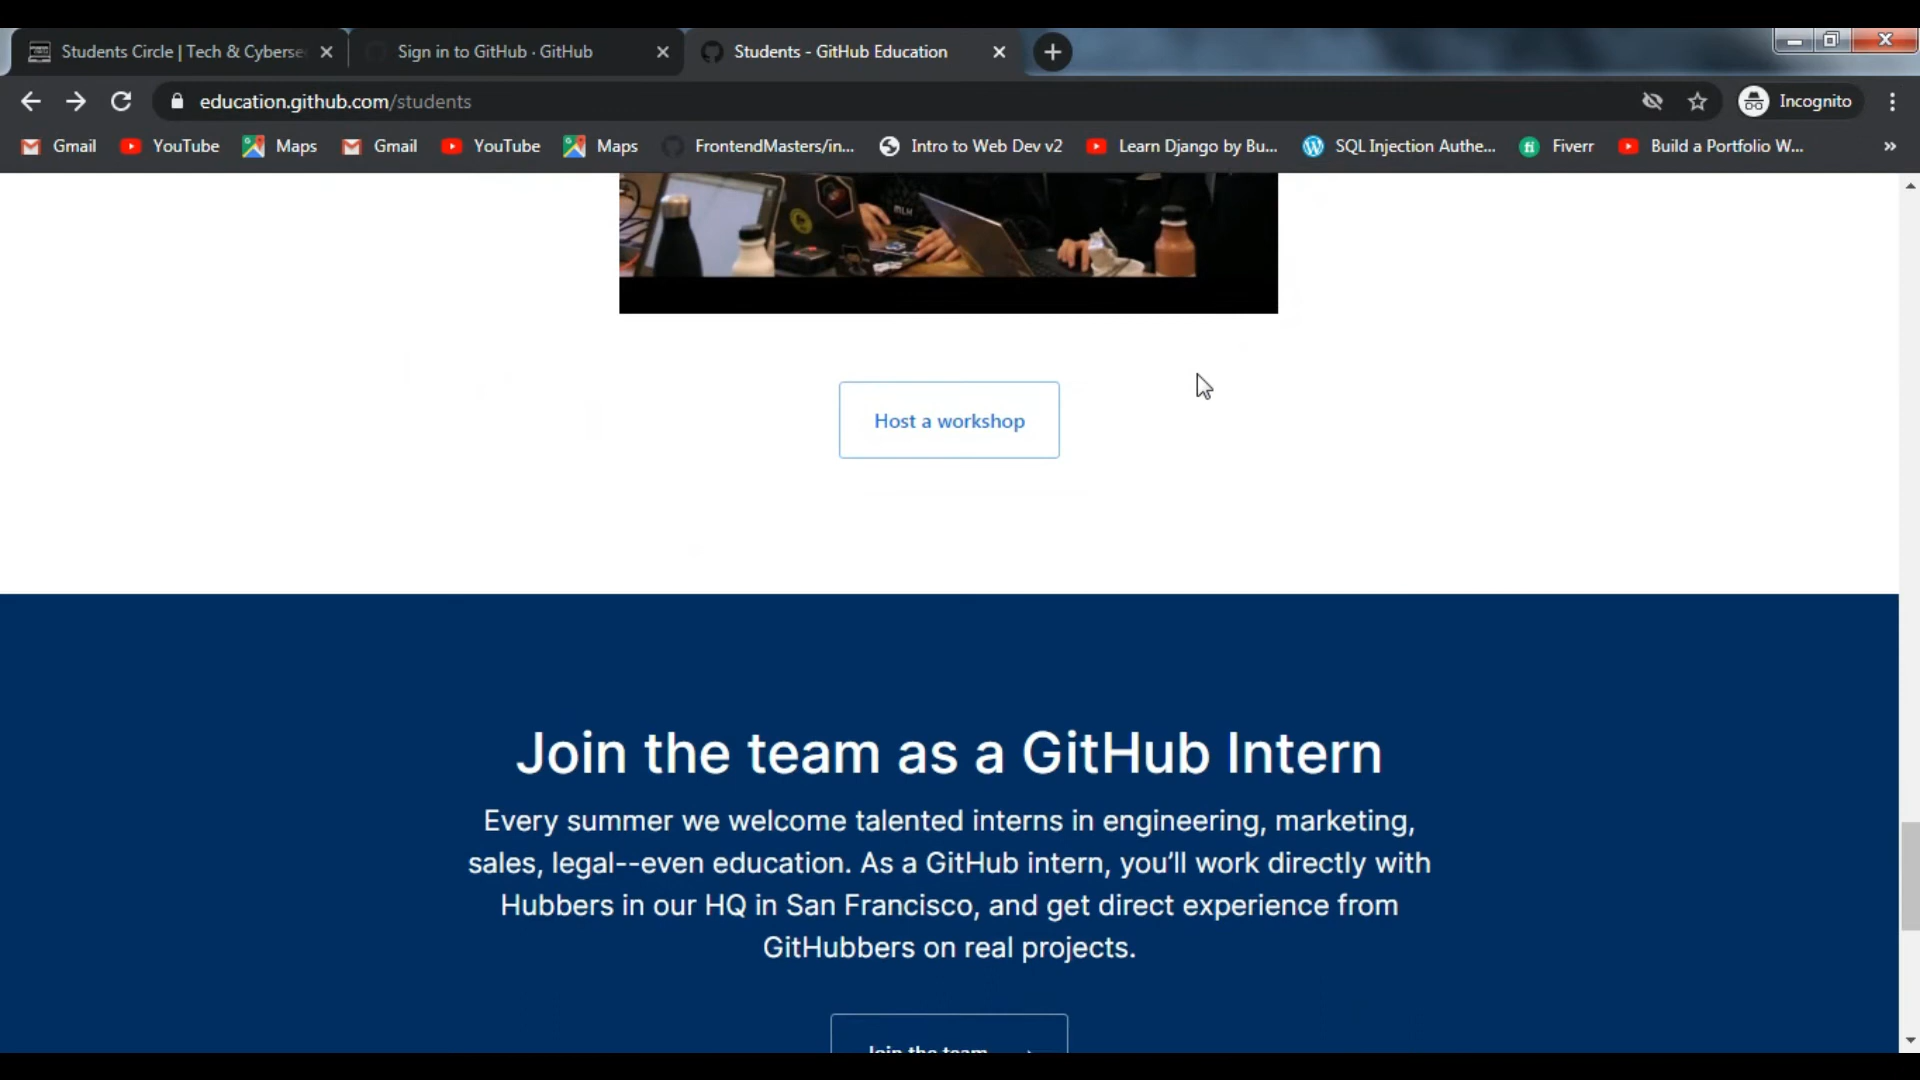 Students Circle | Tech & Cyberse
Sign in to GitHub · GitHub
Students - GitHub Education
education.github.com/students
Incognito
Gmail
YouTube
Maps
Gmail
YouTube
Maps
FrontendMasters/in...
Intro to Web Dev v2
Learn Django by Bu...
SQL Injection Authe...
Fiverr
Build a Portfolio W...
»
MLH
Host a workshop
Join the team as a GitHub Intern
Every summer we welcome talented interns in engineering, marketing,
sales, legal--even education. As a GitHub intern, you’ll work directly with
Hubbers in our HQ in San Francisco, and get direct experience from
GitHubbers on real projects.
Join the team